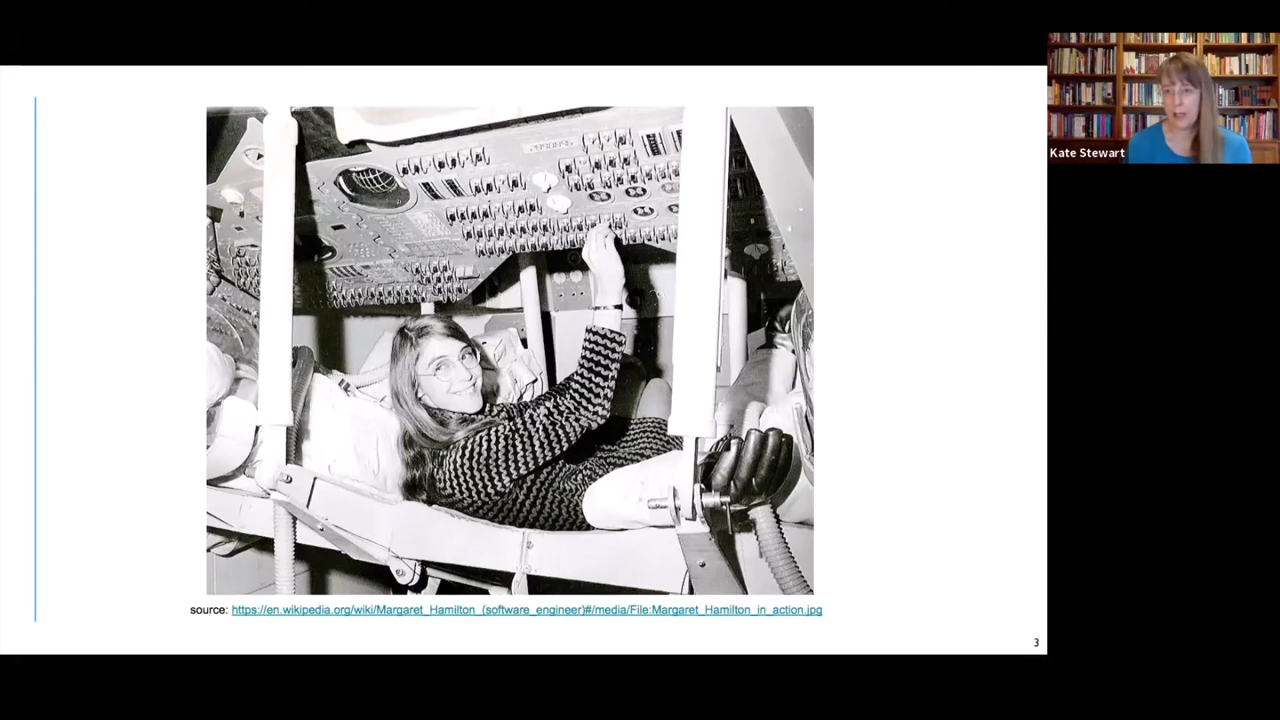 Kate Stewart
source: https://en.wikipedia.org/wiki/Margaret_Hamilton_(software_engineer)#/media/File:Margaret_Hamilton_in_action.jpg
3